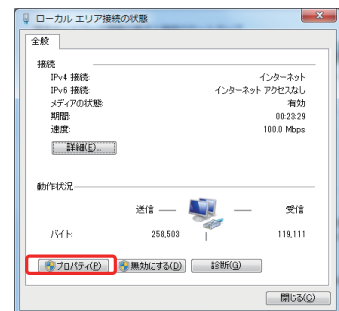 ローカル エリア接続の状態
全般
接続
IPv4 接続: インターネット
IPv6 接続: インターネット アクセスなし
メディアの状態: 有効
期間: 00:23:29
速度: 100.0 Mbps
詳細(E)...
動作状況
送信 受信
バイト: 258,503 119,111
プロパティ(P) 無効にする(D) 診断(G)
閉じる(C)